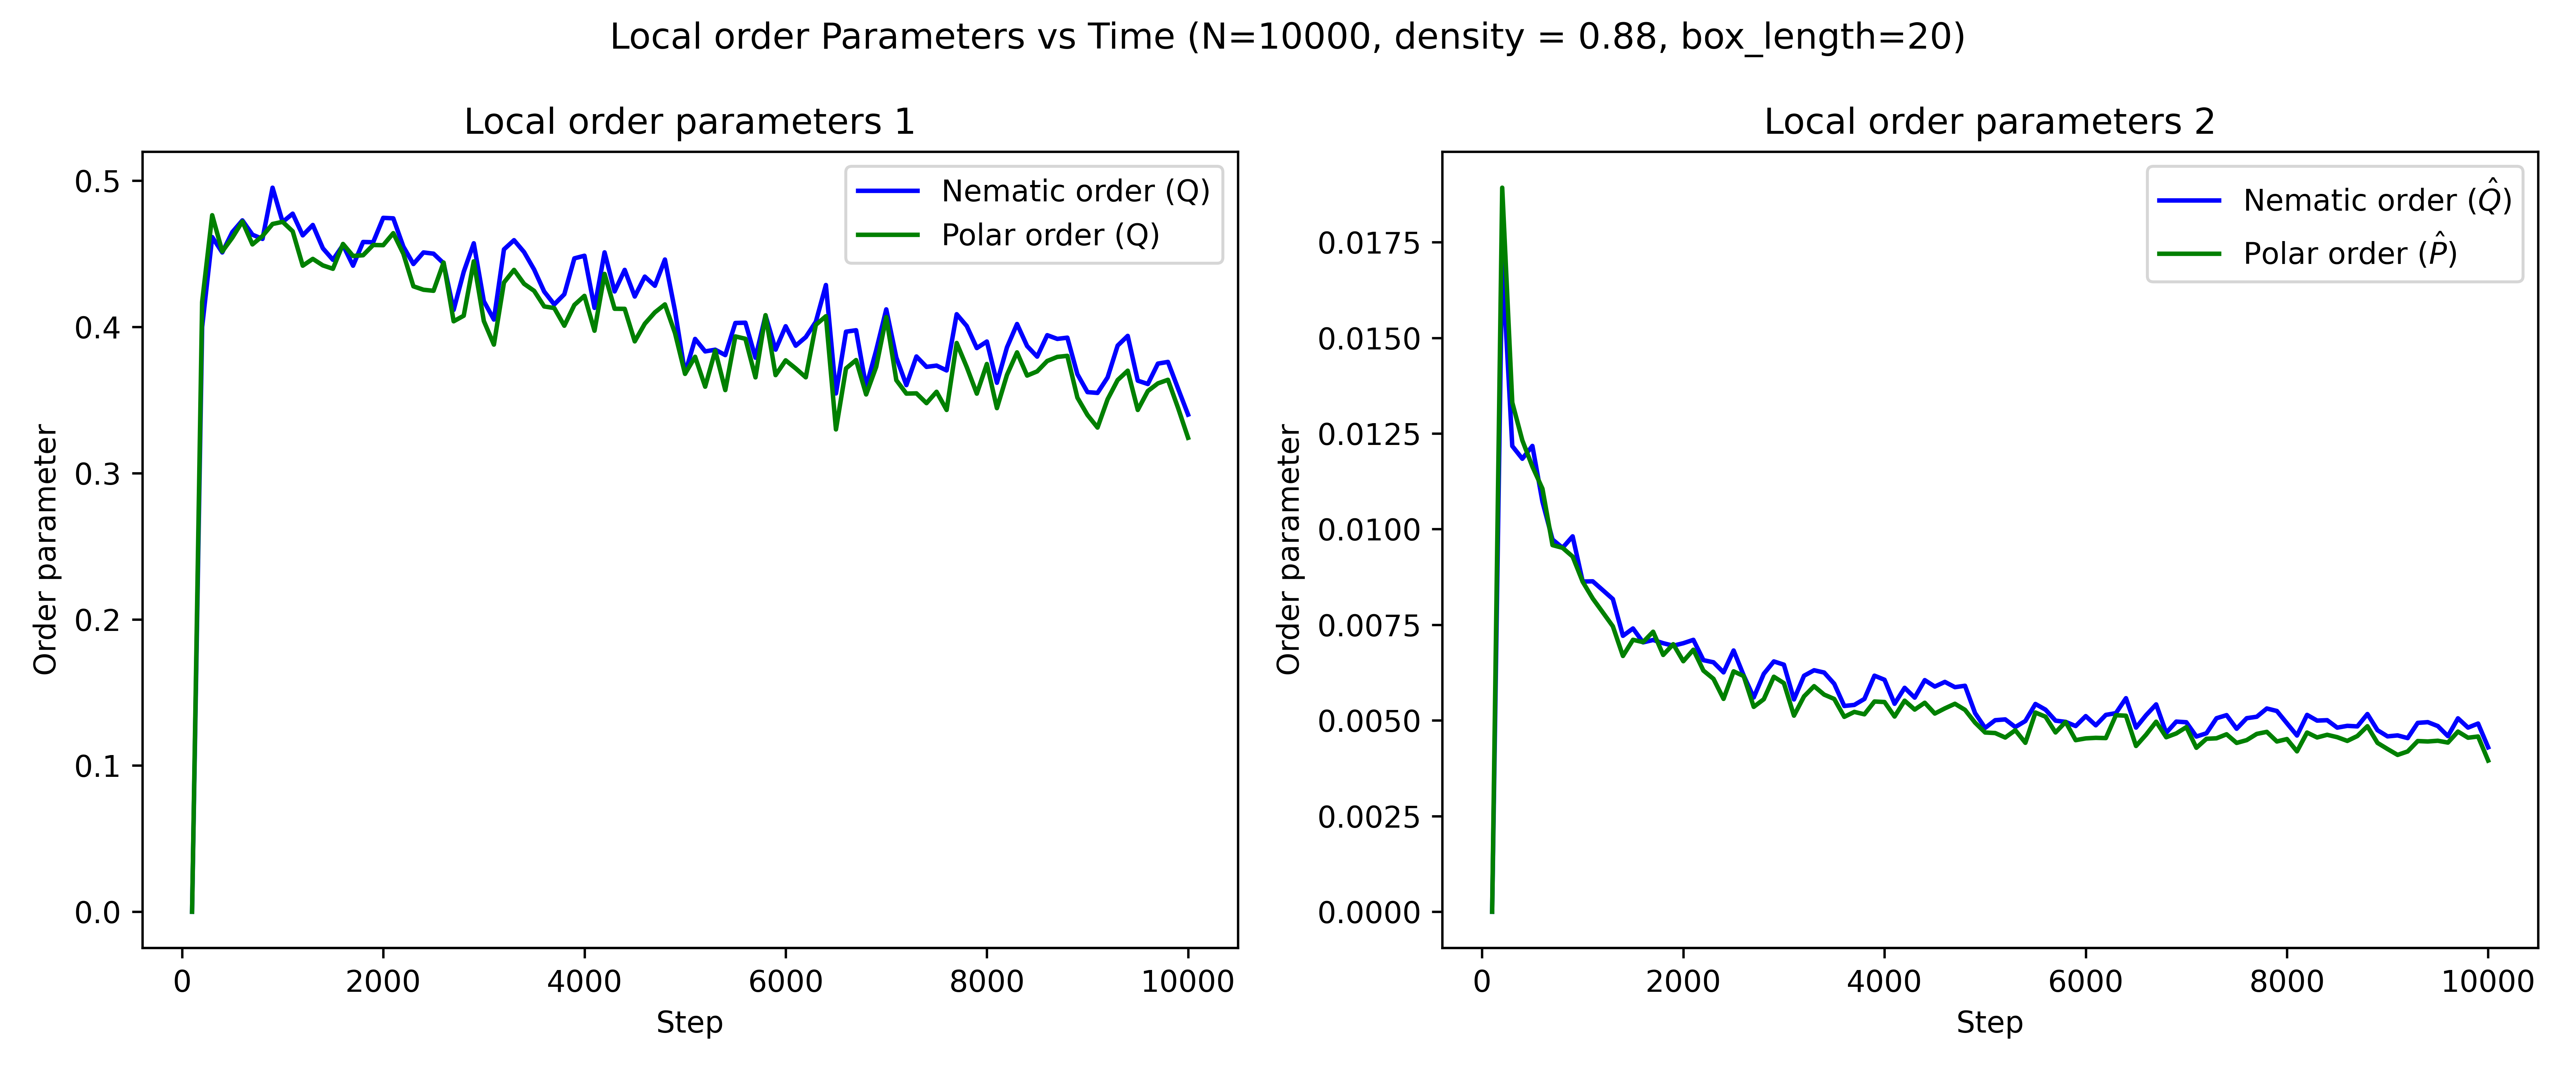 Local order Parameters vs Time (N=10000, density = 0.88, box_length=20)
Local order parameters 1
Nematic order (Q)
Polar order (Q)
Order parameter
0.5
0.4
0.3
0.2
0.1
0.0
0 2000 4000 6000 8000 10000
Step
Local order parameters 2
Nematic order (Q̂)
Polar order (P̂)
Order parameter
0.0175
0.0150
0.0125
0.0100
0.0075
0.0050
0.0025
0.0000
0 2000 4000 6000 8000 10000
Step